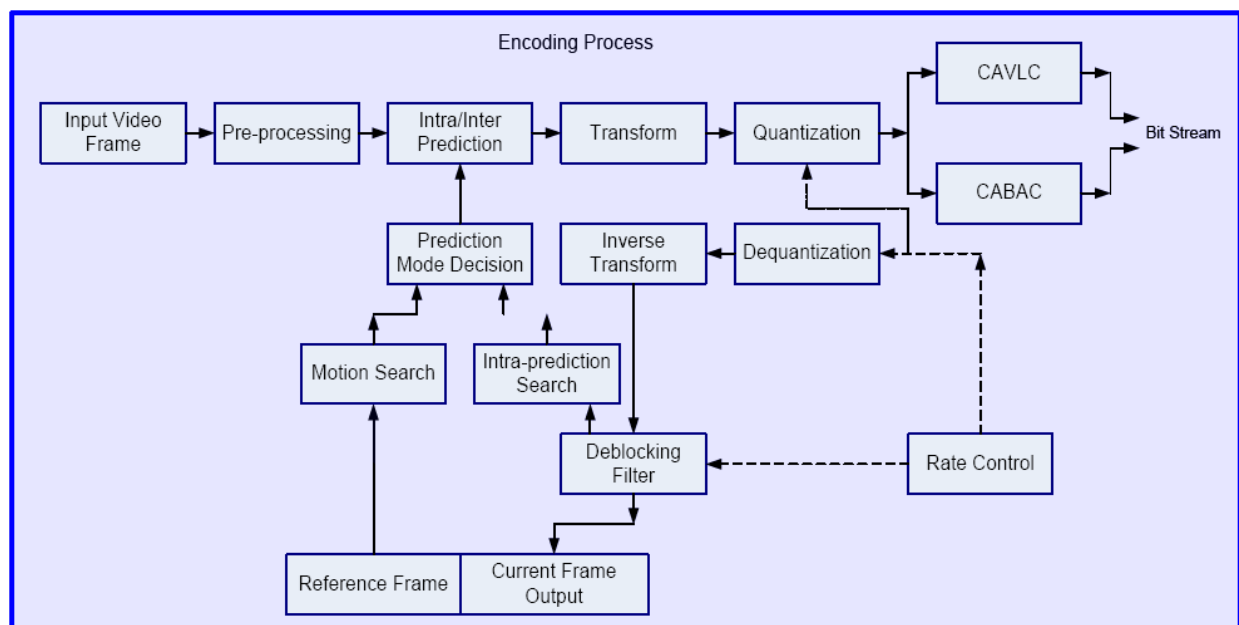 Encoding Process
Input Video
Frame
Pre-processing
Intra/Inter
Prediction
Transform
Quantization
CAVLC
CABAC
Bit Stream
Prediction
Mode Decision
Inverse
Transform
Dequantization
Motion Search
Intra-prediction
Search
Deblocking
Filter
Rate Control
Reference Frame
Current Frame
Output